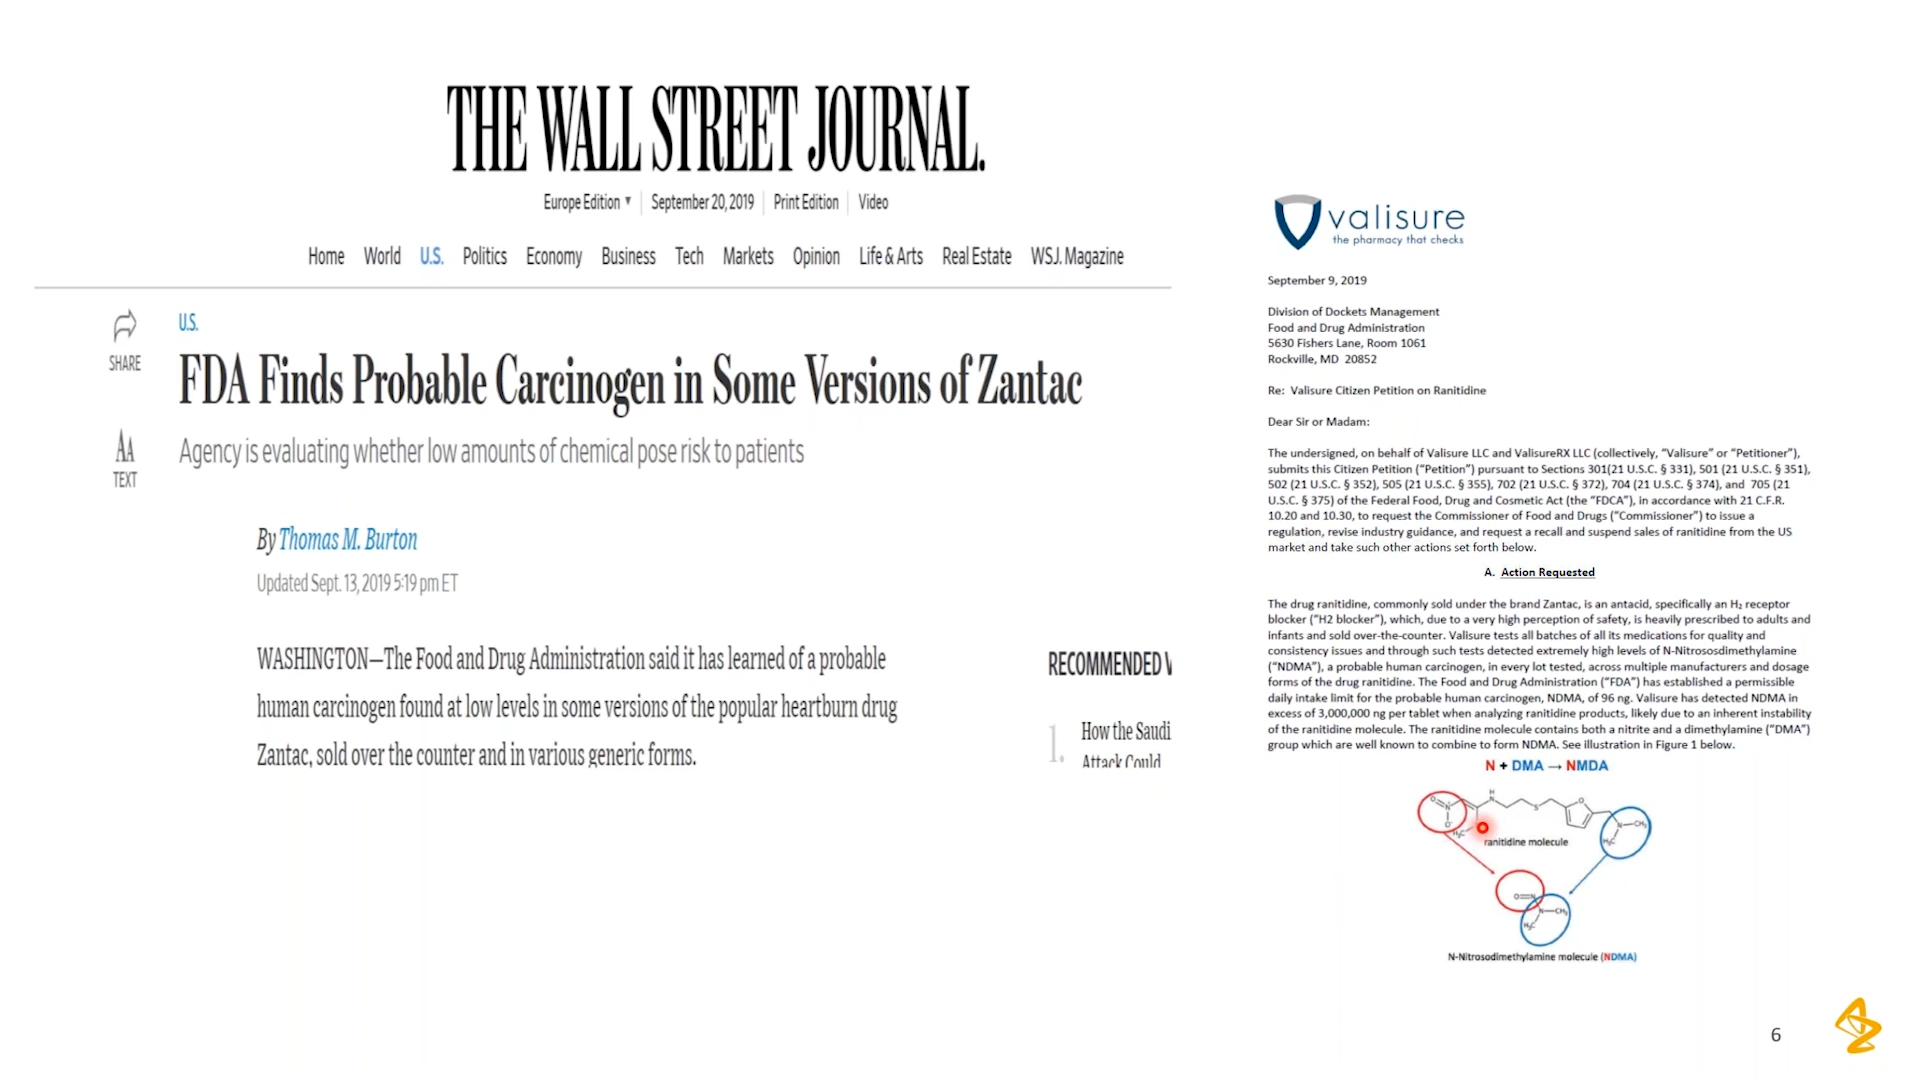 THE WALL STREET JOURNAL.
Europe Edition ▼ | September 20, 2019 | Print Edition | Video
Home World U.S. Politics Economy Business Tech Markets Opinion Life & Arts Real Estate WSJ. Magazine
SHARE
U.S.
FDA Finds Probable Carcinogen in Some Versions of Zantac
AA
TEXT
Agency is evaluating whether low amounts of chemical pose risk to patients
By Thomas M. Burton
Updated Sept. 13, 2019 5:19 pm ET
WASHINGTON—The Food and Drug Administration said it has learned of a probable
human carcinogen found at low levels in some versions of the popular heartburn drug
Zantac, sold over the counter and in various generic forms.
RECOMMENDED V
1. How the Saudi
Attack Could
valisure
the pharmacy that checks
September 9, 2019
Division of Dockets Management
Food and Drug Administration
5630 Fishers Lane, Room 1061
Rockville, MD 20852
Re: Valisure Citizen Petition on Ranitidine
Dear Sir or Madam:
The undersigned, on behalf of Valisure LLC and ValisureRX LLC (collectively, “Valisure” or “Petitioner”),
submits this Citizen Petition (“Petition”) pursuant to Sections 301(21 U.S.C. § 331), 501 (21 U.S.C. § 351),
502 (21 U.S.C. § 352), 505 (21 U.S.C. § 355), 702 (21 U.S.C. § 372), 704 (21 U.S.C. § 374), and 705 (21
U.S.C. § 375) of the Federal Food, Drug and Cosmetic Act (the “FDCA”), in accordance with 21 C.F.R.
10.20 and 10.30, to request the Commissioner of Food and Drugs (“Commissioner”) to issue a
regulation, revise industry guidance, and request a recall and suspend sales of ranitidine from the US
market and take such other actions set forth below.
A. Action Requested
The drug ranitidine, commonly sold under the brand Zantac, is an antacid, specifically an H₂ receptor
blocker (“H2 blocker”), which, due to a very high perception of safety, is heavily prescribed to adults and
infants and sold over-the-counter. Valisure tests all batches of all its medications for quality and
consistency issues and through such tests detected extremely high levels of N-Nitrososdimethylamine
(“NDMA”), a probable human carcinogen, in every lot tested, across multiple manufacturers and dosage
forms of the drug ranitidine. The Food and Drug Administration (“FDA”) has established a permissible
daily intake limit for the probable human carcinogen, NDMA, of 96 ng. Valisure has detected NDMA in
excess of 3,000,000 ng per tablet when analyzing ranitidine products, likely due to an inherent instability
of the ranitidine molecule. The ranitidine molecule contains both a nitrite and a dimethylamine (“DMA”)
group which are well known to combine to form NDMA. See illustration in Figure 1 below.
N + DMA → NMDA
ranitidine molecule
N-Nitrosodimethylamine molecule (NDMA)
6